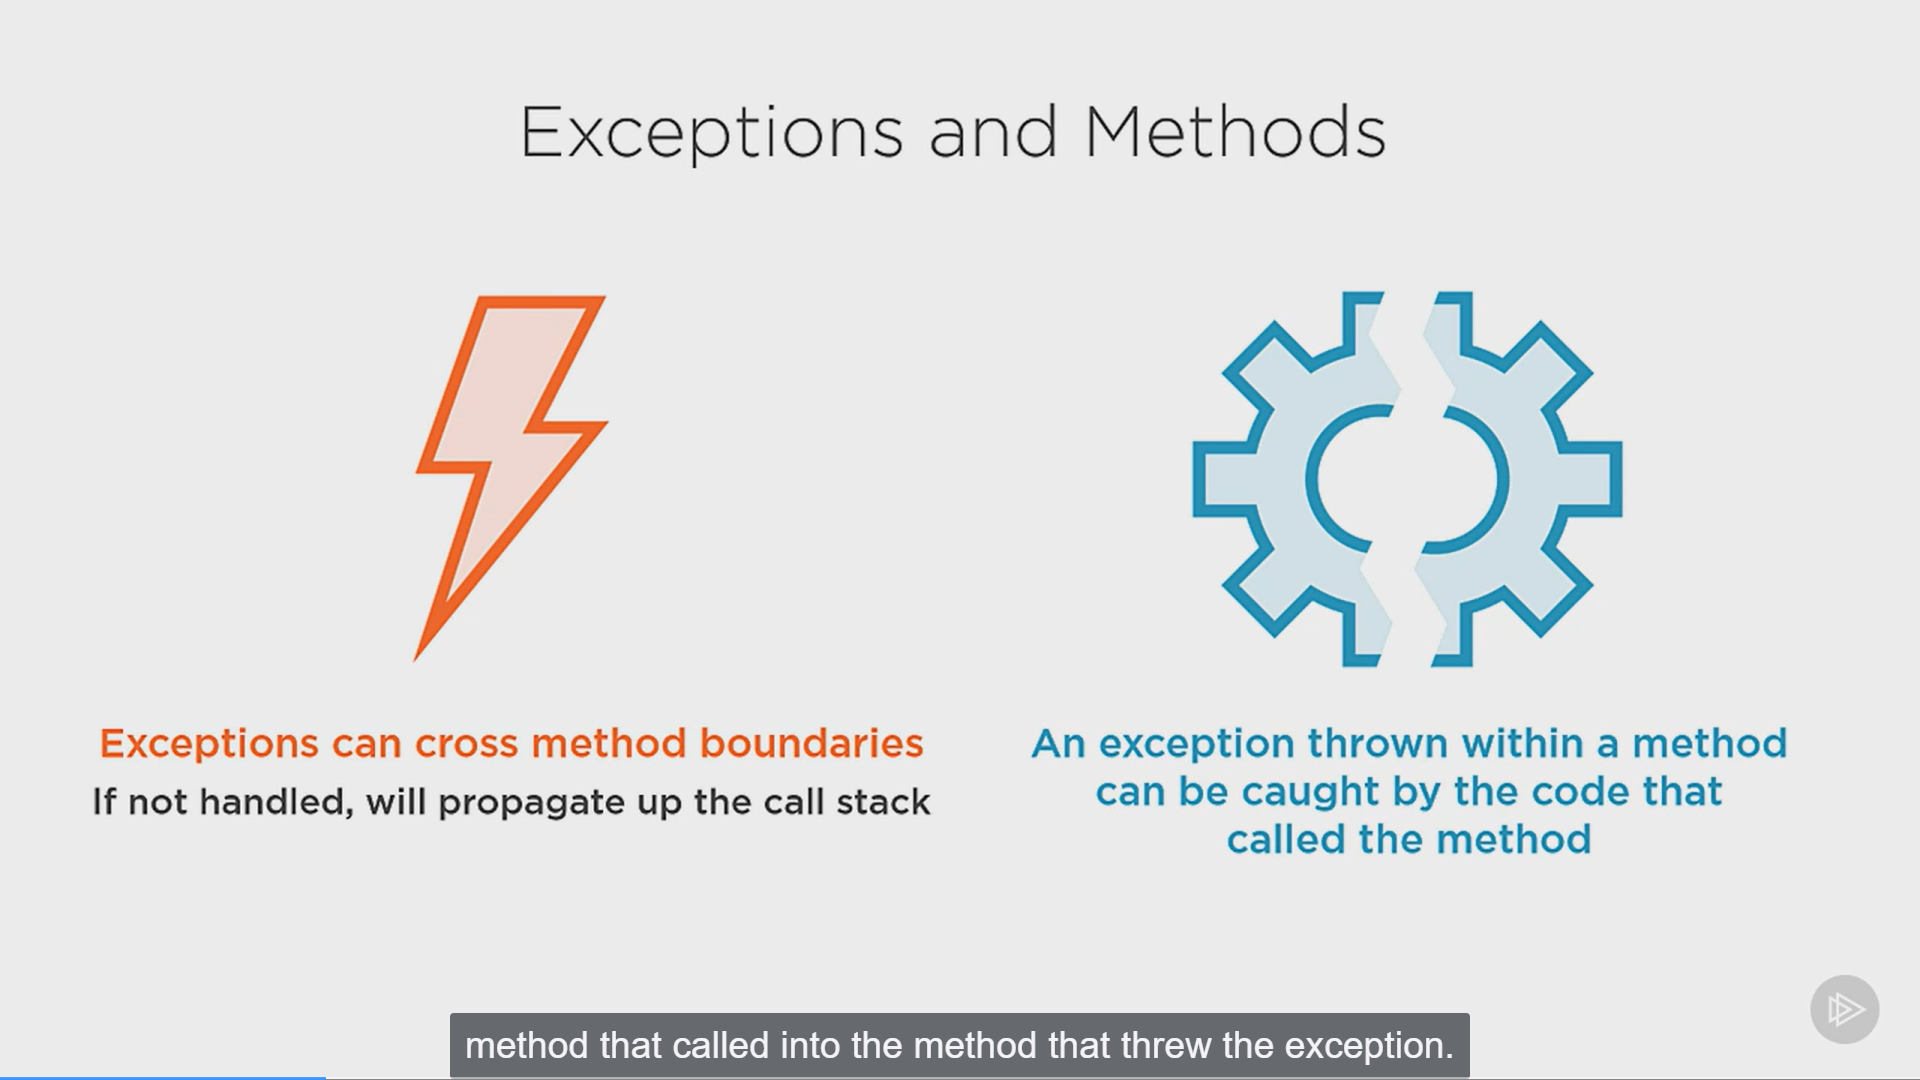 Exceptions and Methods
Exceptions can cross method boundaries
If not handled, will propagate up the call stack
An exception thrown within a method
can be caught by the code that
called the method
method that called into the method that threw the exception.